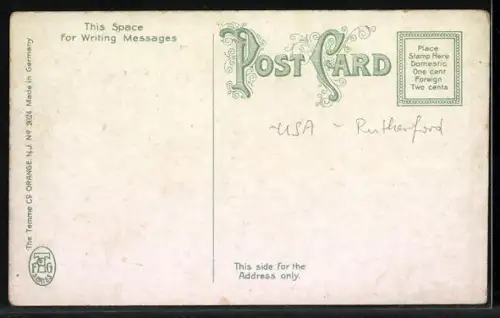 This Space
For Writing Messages
POST CARD
Place
Stamp Here
Domestic
One cent
Foreign
Two cents
~USA ~ Rutherford
The Temme Co. ORANGE. N.J. No. 3024. Made in Germany
This side for the
Address only.